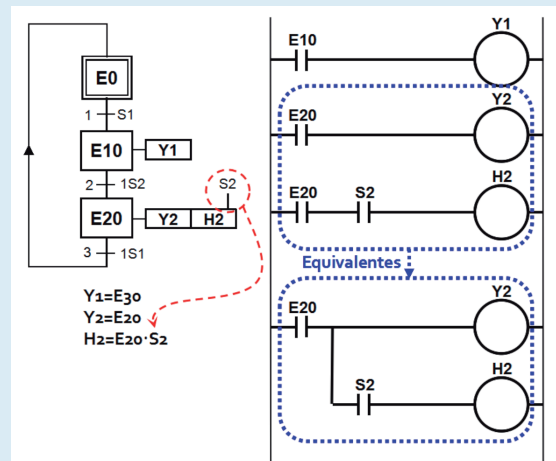 E0
1 S1
E10 Y1
2 1S2
S2
E20 Y2 H2
3 1S1
Y1=E30
Y2=E20
H2=E20·S2
Y1
E10
Y2
E20
H2
E20 S2
Equivalentes
Y2
E20
H2
S2